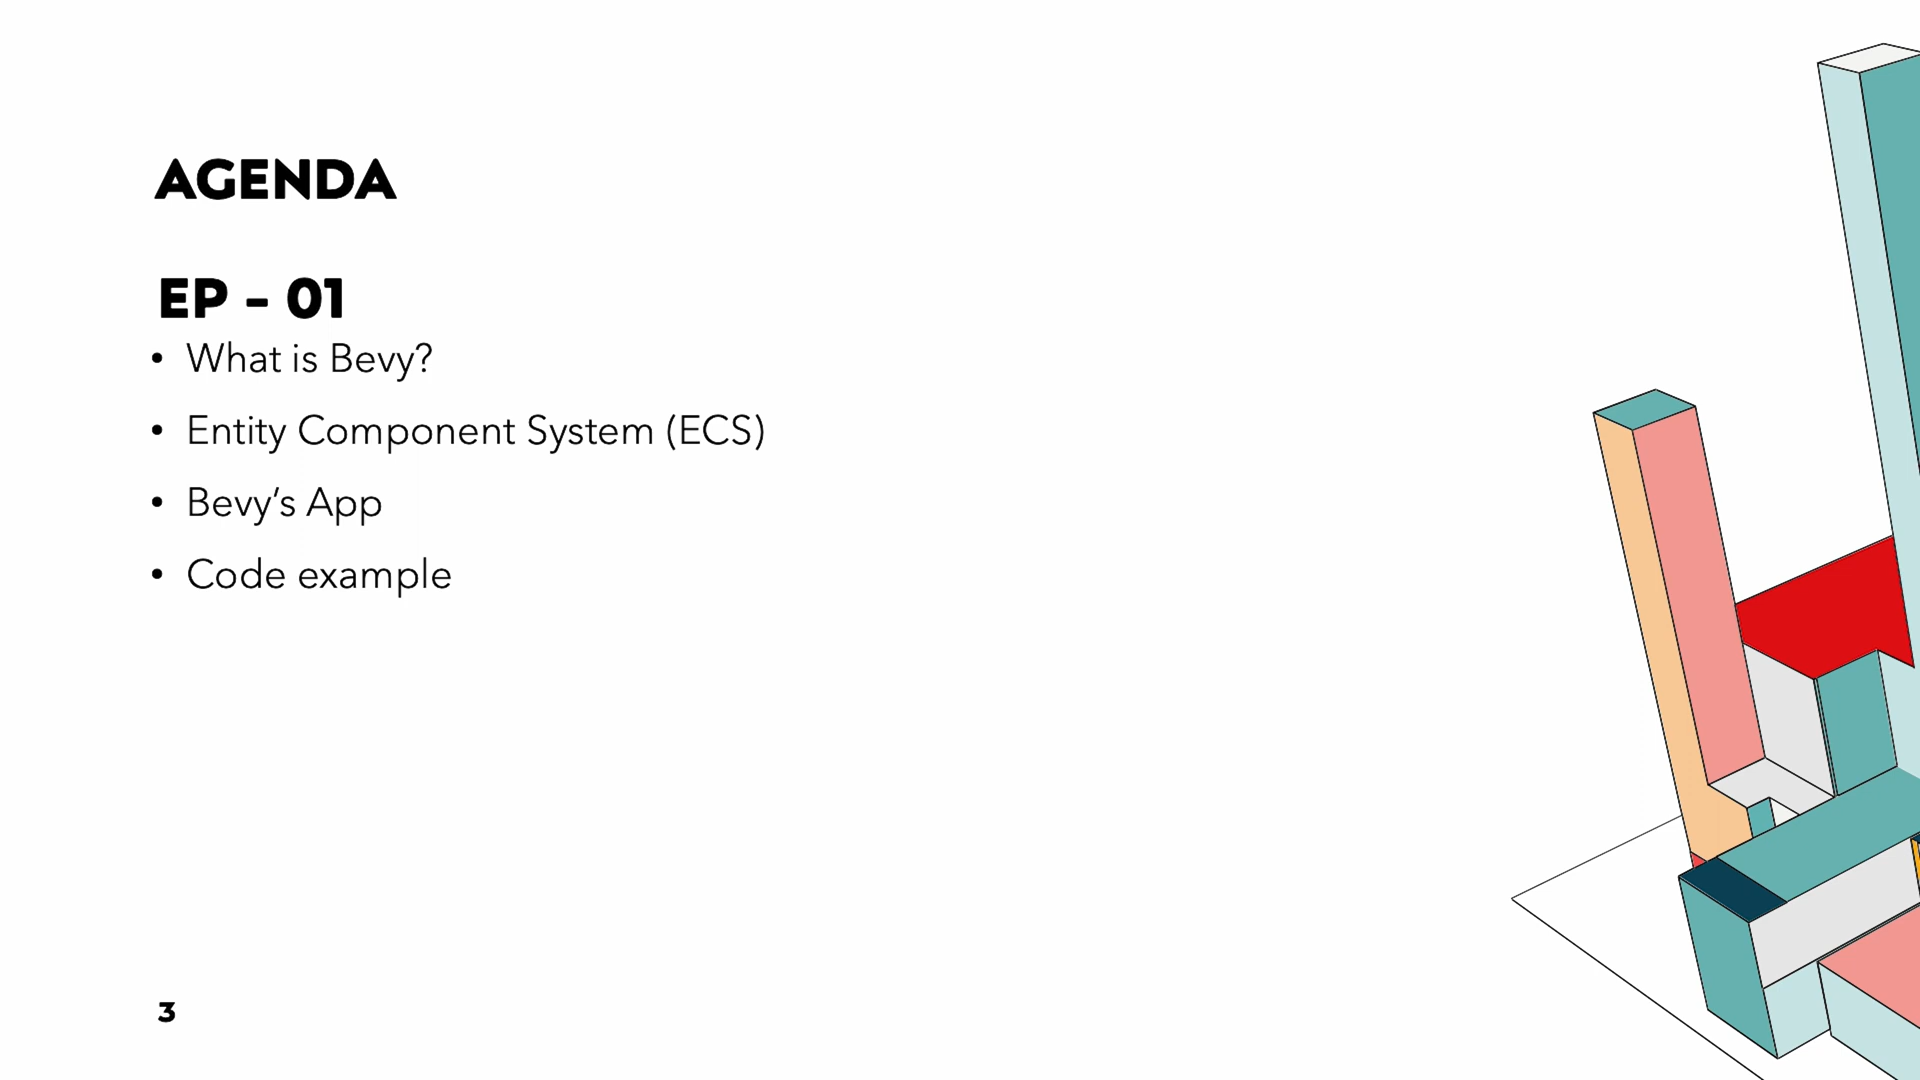 AGENDA
EP – 01
• What is Bevy?
• Entity Component System (ECS)
• Bevy’s App
• Code example
3